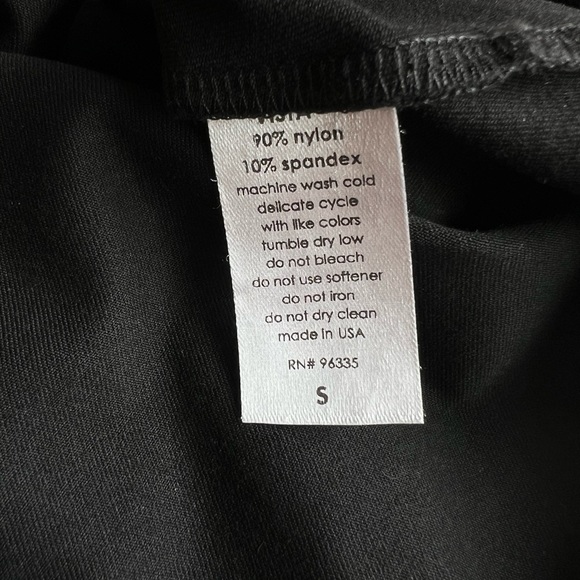 90% nylon
10% spandex
machine wash cold
delicate cycle
with like colors
tumble dry low
do not bleach
do not use softener
do not iron
do not dry clean
made in USA
RN# 96335
S